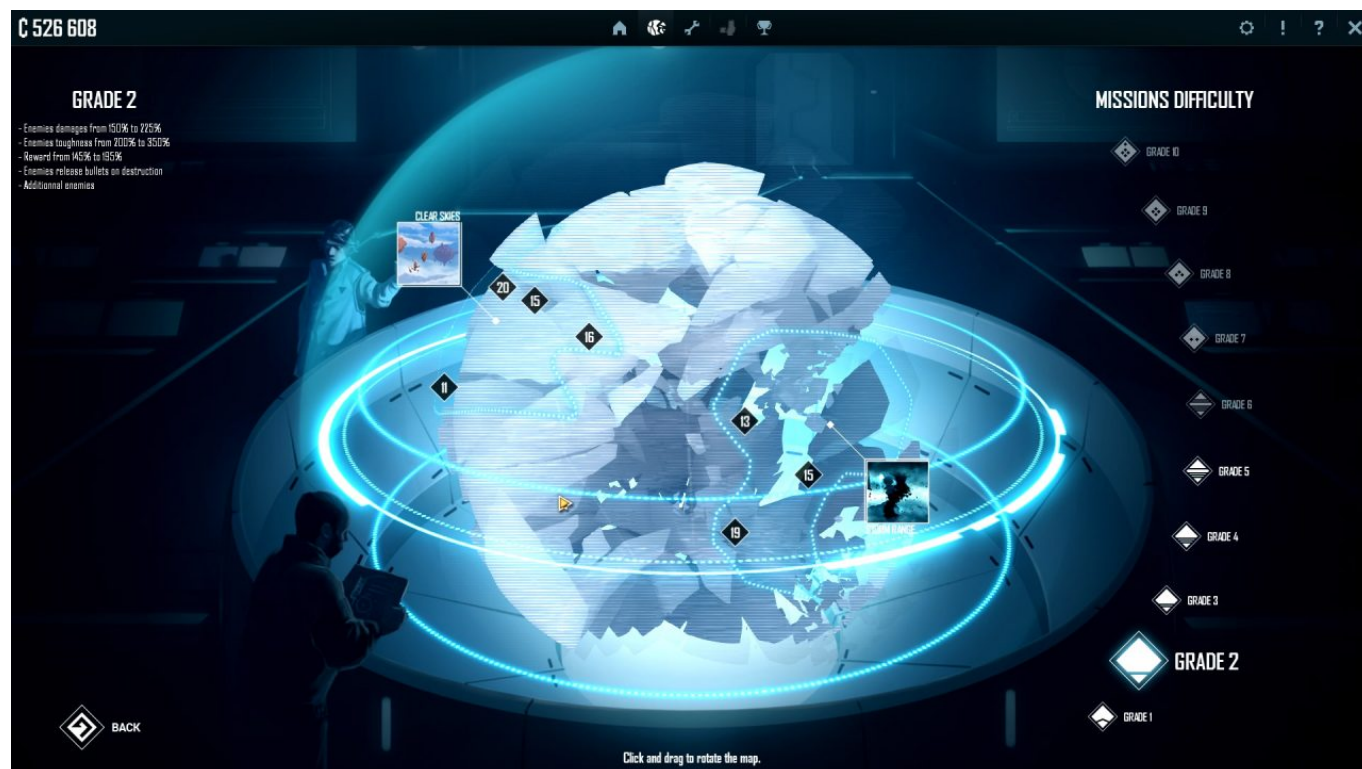 ₵ 526 608
!
?
GRADE 2
- Enemies damages from 150% to 225%
- Enemies toughness from 200% to 350%
- Reward from 145% to 195%
- Enemies release bullets on destruction
- Additionnal enemies
MISSIONS DIFFICULTY
GRADE 10
GRADE 9
GRADE 8
GRADE 7
GRADE 6
GRADE 5
GRADE 4
GRADE 3
GRADE 2
GRADE 1
CLEAR SKIES
20
15
16
11
13
15
19
RANGE
BACK
Click and drag to rotate the map.